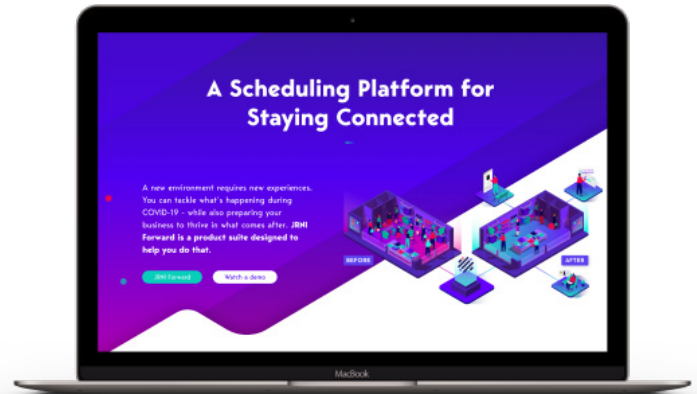 A Scheduling Platform for
Staying Connected
A new environment requires new experiences.
You can tackle what's happening during
COVID-19 - while also preparing your
business to thrive in what comes after. JRNI
Forward is a product suite designed to
help you do that.
JRNI Forward
Watch a demo
BEFORE
AFTER
MacBook